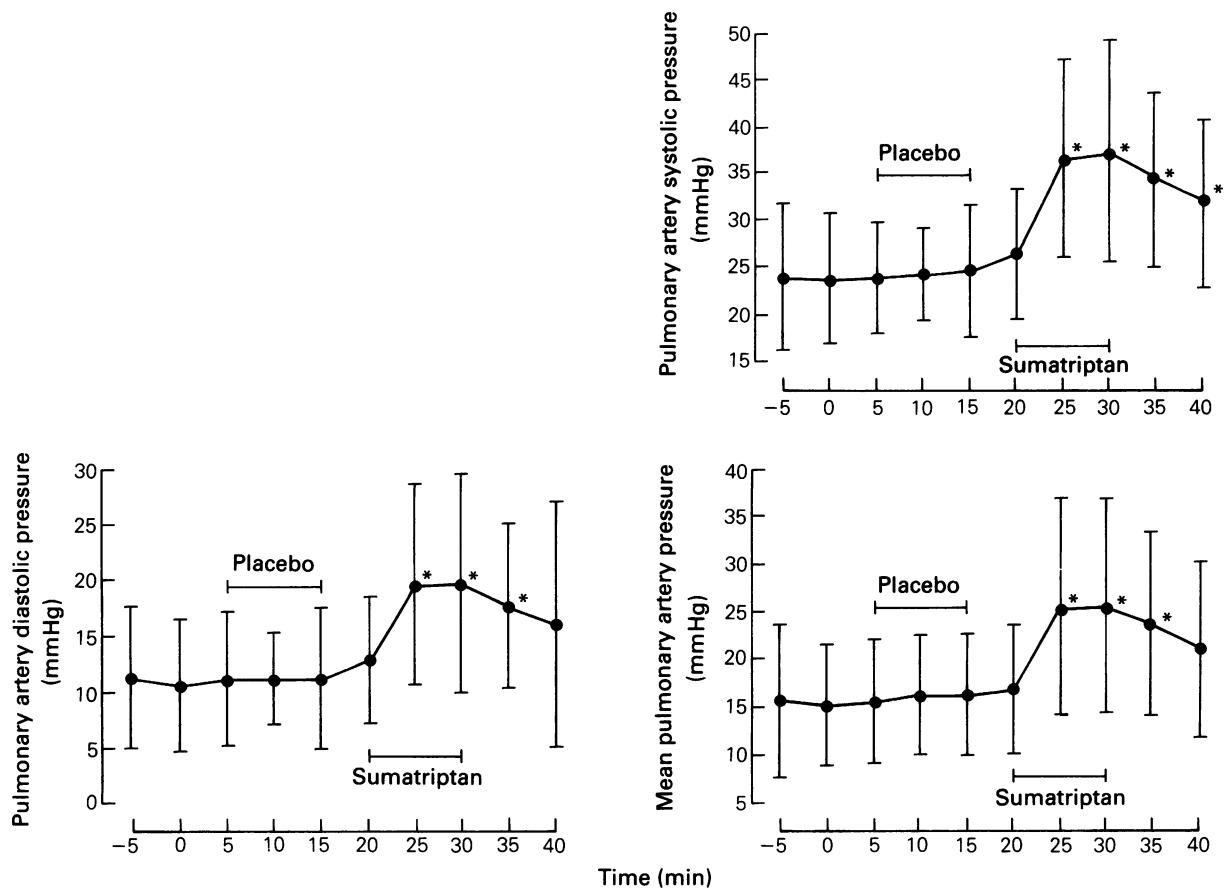 Pulmonary artery systolic pressure
(mmHg)
50
45
40
35
30
25
20
15
Placebo
*
*
*
*
Sumatriptan
−5 0 5 10 15 20 25 30 35 40
Pulmonary artery diastolic pressure
(mmHg)
30
25
20
15
10
5
0
Placebo
*
*
*
Sumatriptan
−5 0 5 10 15 20 25 30 35 40
Mean pulmonary artery pressure
(mmHg)
40
35
30
25
20
15
10
5
Placebo
*
*
*
Sumatriptan
−5 0 5 10 15 20 25 30 35 40
Time (min)